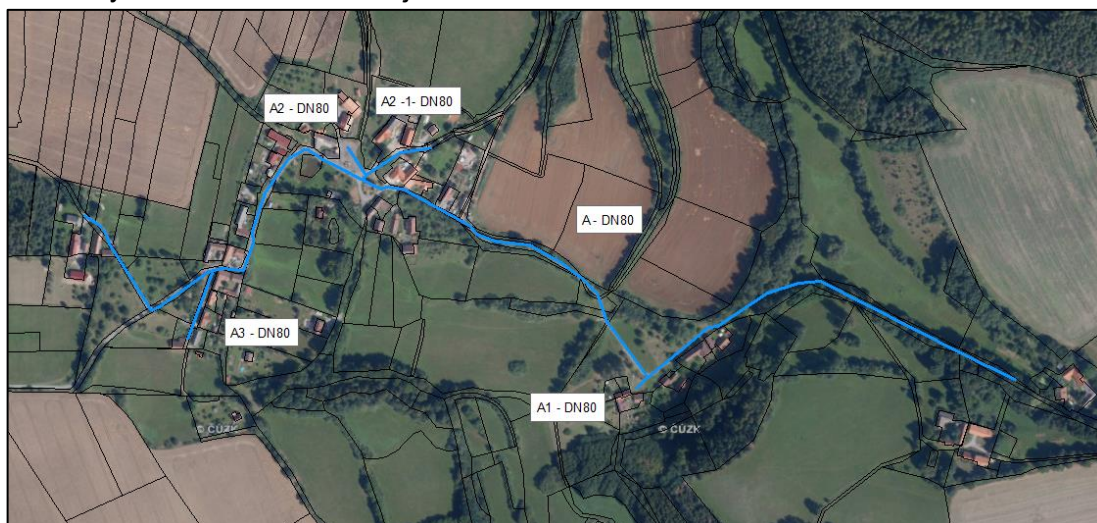 A2 - DN80
A2 -1- DN80
A - DN80
A3 - DN80
A1 - DN80
© ČÚZK
© ČÚZK